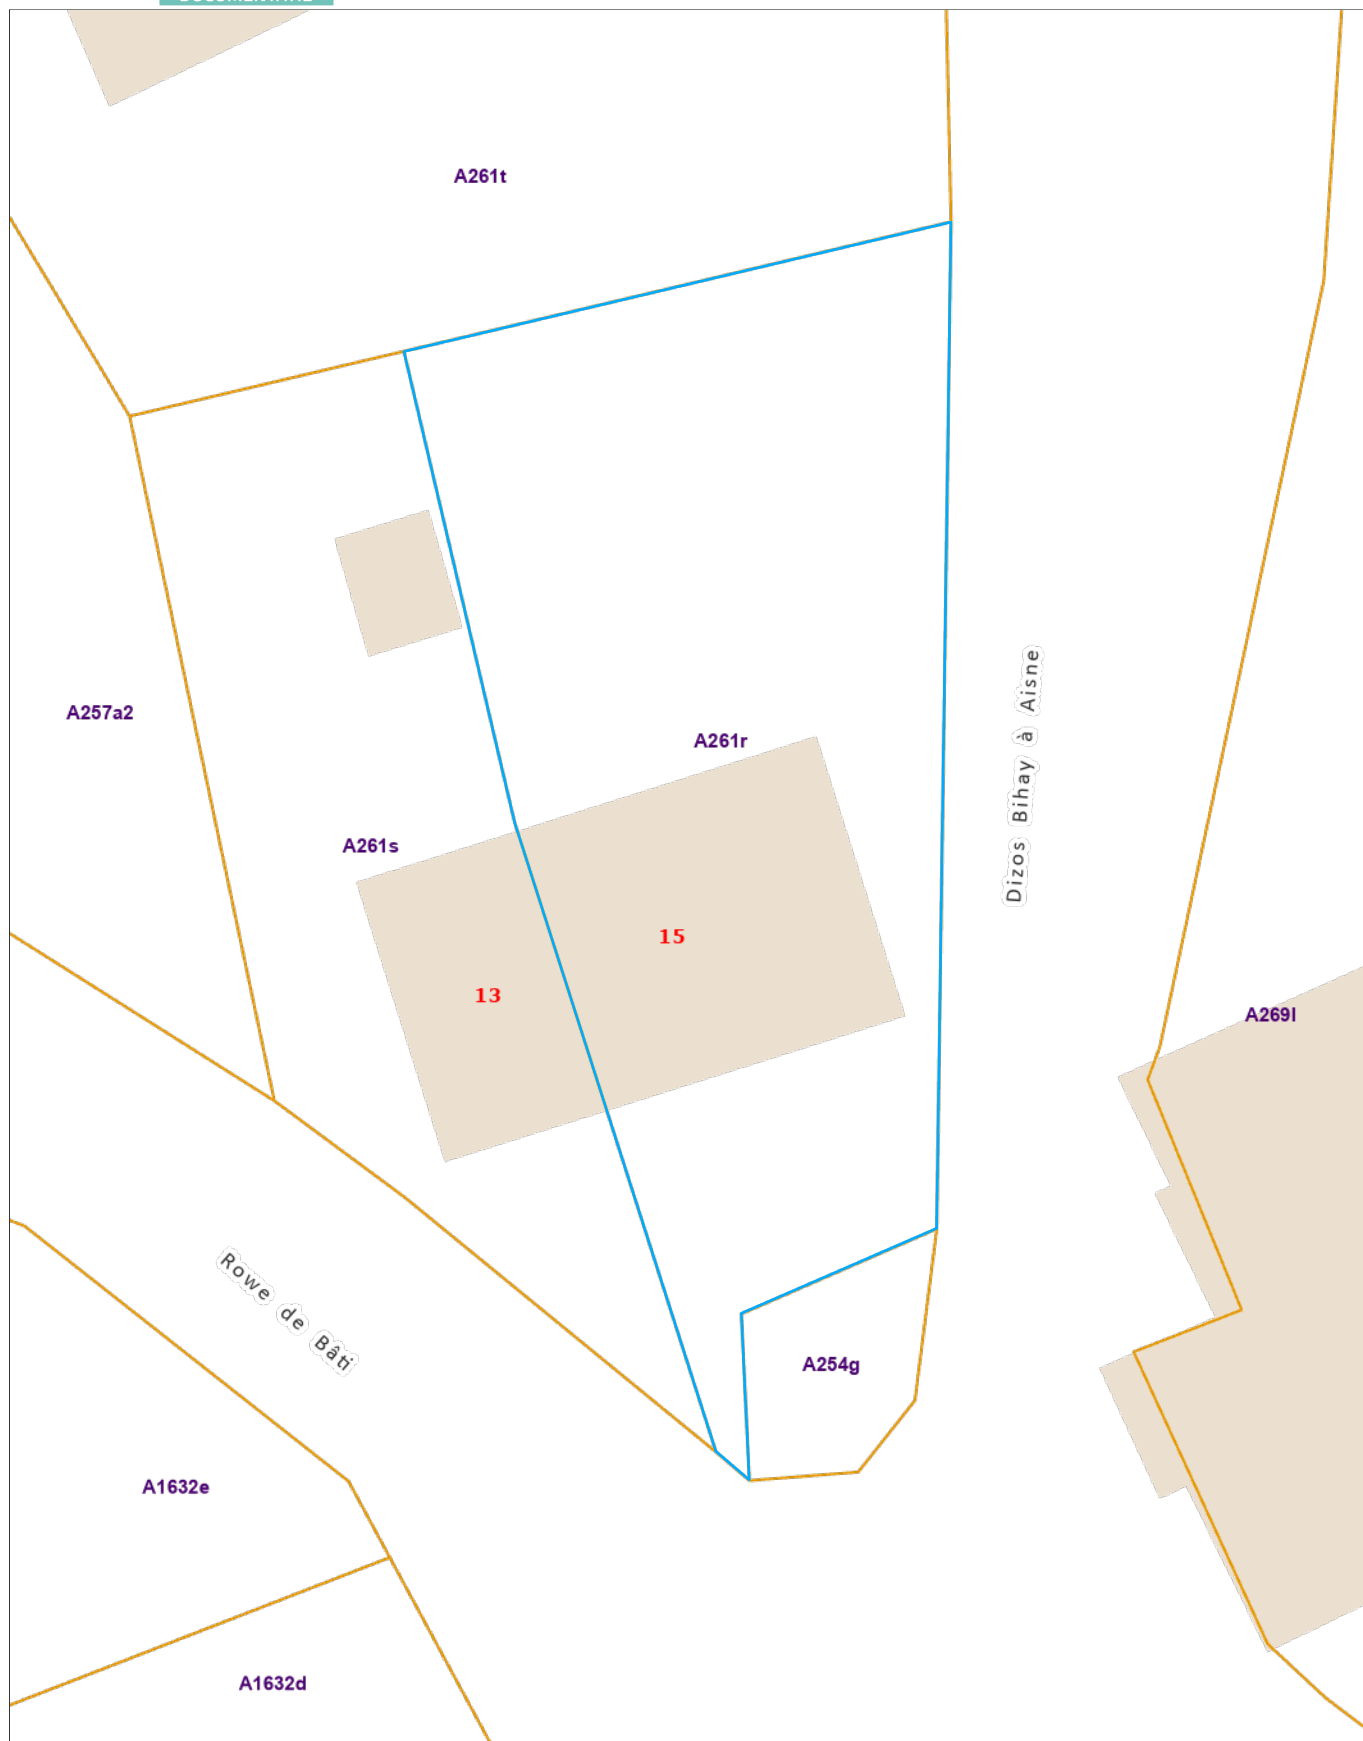 A261t
A257a2
A261r
A261s
Dizos Bihay à Aisne
15
13
A269l
Rowe de Bâti
A254g
A1632e
A1632d